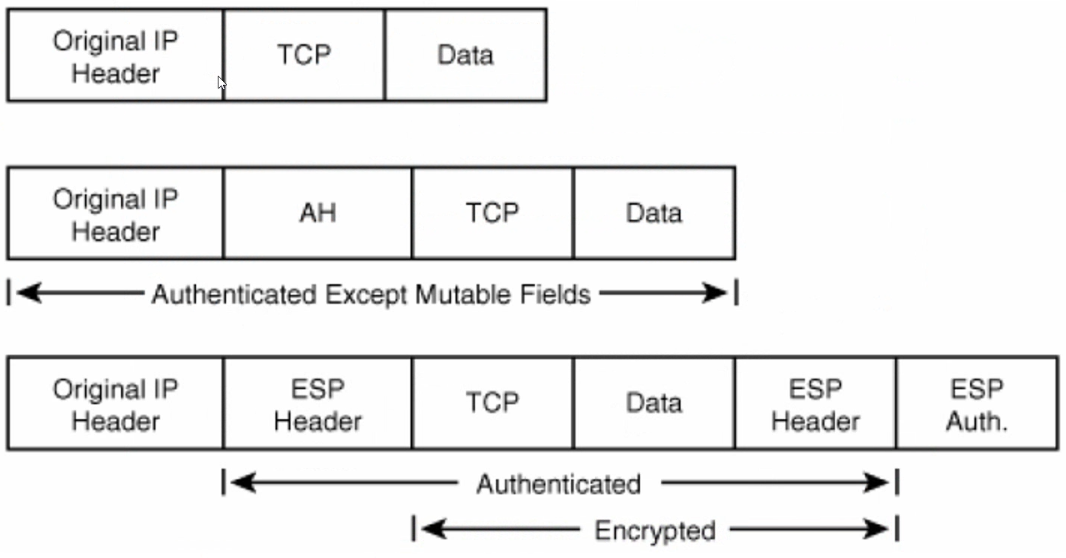 Original IP
Header
TCP
Data
Original IP
Header
AH
TCP
Data
Authenticated Except Mutable Fields
Original IP
Header
ESP
Header
TCP
Data
ESP
Header
ESP
Auth.
Authenticated
Encrypted